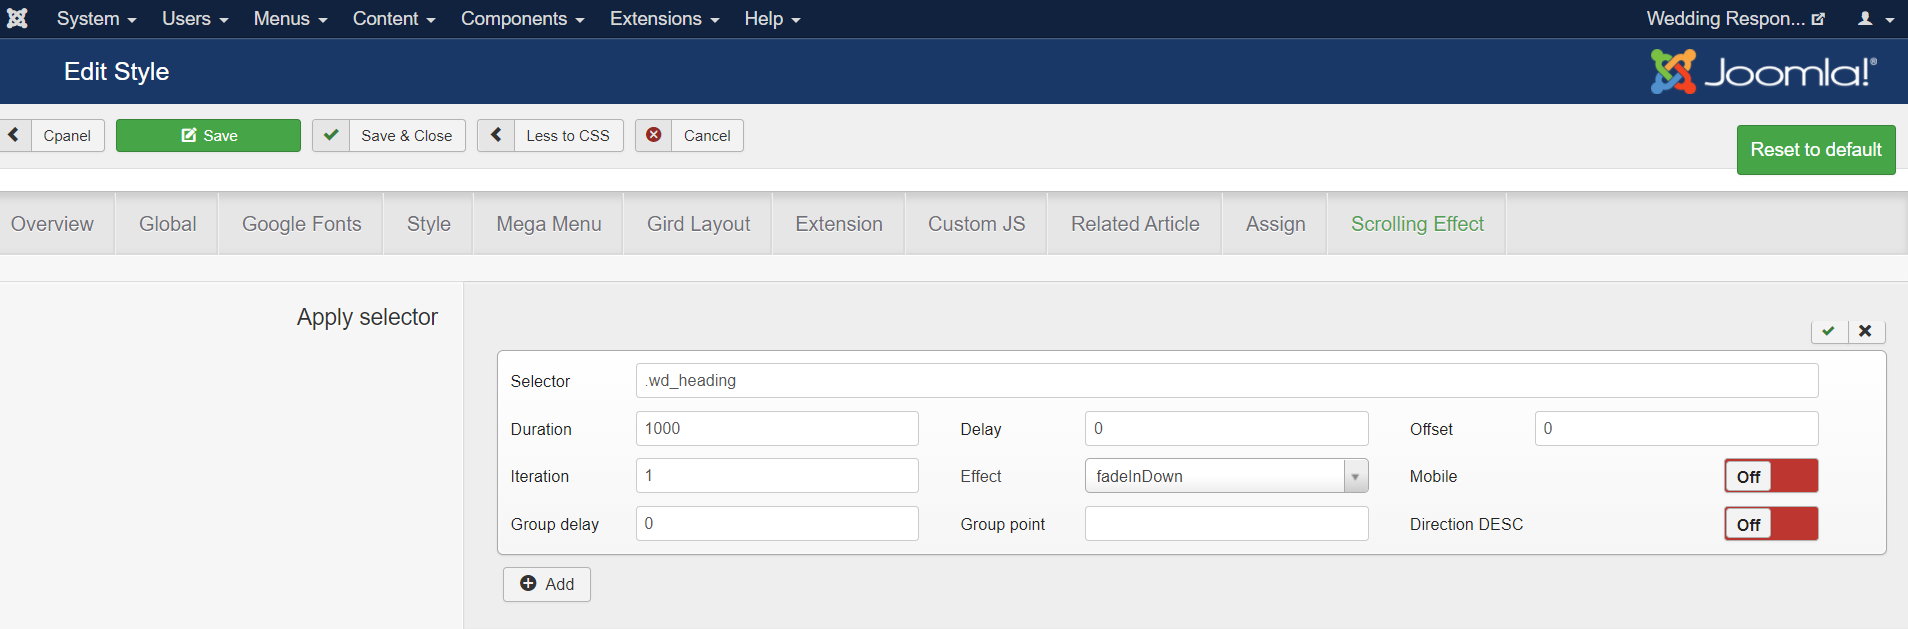 System Users Menus Content Components Extensions Help Wedding Respon...
Edit Style Joomla!®
Cpanel Save Save & Close Less to CSS Cancel
Reset to default
Overview Global Google Fonts Style Mega Menu Gird Layout Extension Custom JS Related Article Assign Scrolling Effect
Apply selector
Selector .wd_heading
Duration 1000 Delay 0 Offset 0
Iteration 1 Effect fadeInDown Mobile Off
Group delay 0 Group point Direction DESC Off
Add